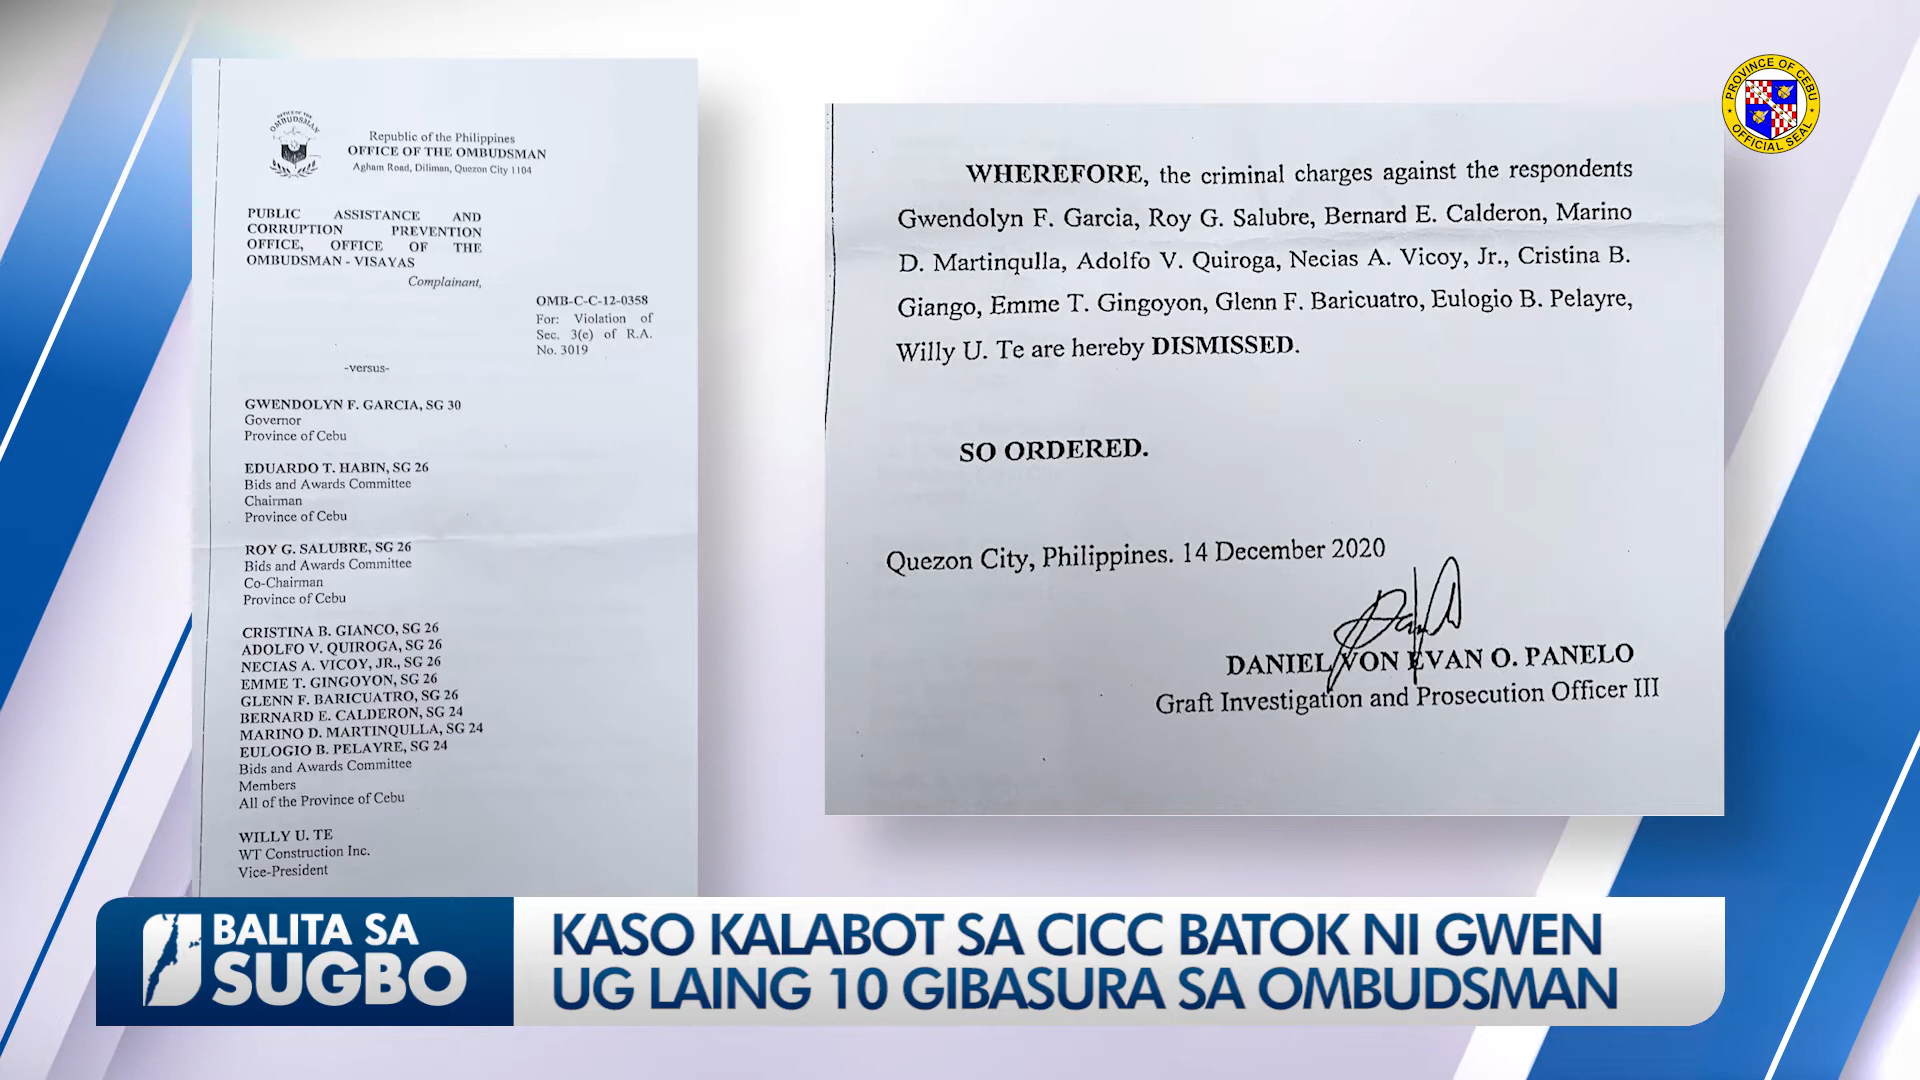 OFFICE OF THE
OMBUDSMAN
Republic of the Philippines
OFFICE OF THE OMBUDSMAN
Agham Road, Diliman, Quezon City 1104
PUBLIC ASSISTANCE AND
CORRUPTION PREVENTION
OFFICE, OFFICE OF THE
OMBUDSMAN - VISAYAS
Complainant,
OMB-C-C-12-0358
For: Violation of
Sec. 3(e) of R.A.
No. 3019
-versus-
GWENDOLYN F. GARCIA, SG 30
Governor
Province of Cebu
EDUARDO T. HABIN, SG 26
Bids and Awards Committee
Chairman
Province of Cebu
ROY G. SALUBRE, SG 26
Bids and Awards Committee
Co-Chairman
Province of Cebu
CRISTINA B. GIANCO, SG 26
ADOLFO V. QUIROGA, SG 26
NECIAS A. VICOY, JR., SG 26
EMME T. GINGOYON, SG 26
GLENN F. BARICUATRO, SG 26
BERNARD E. CALDERON, SG 24
MARINO D. MARTINQULLA, SG 24
EULOGIO B. PELAYRE, SG 24
Bids and Awards Committee
Members
All of the Province of Cebu
WILLY U. TE
WT Construction Inc.
Vice-President
WHEREFORE, the criminal charges against the respondents
Gwendolyn F. Garcia, Roy G. Salubre, Bernard E. Calderon, Marino
D. Martinqulla, Adolfo V. Quiroga, Necias A. Vicoy, Jr., Cristina B.
Giango, Emme T. Gingoyon, Glenn F. Baricuatro, Eulogio B. Pelayre,
Willy U. Te are hereby DISMISSED.
SO ORDERED.
Quezon City, Philippines. 14 December 2020
DANIEL VON EVAN O. PANELO
Graft Investigation and Prosecution Officer III
PROVINCE OF CEBU
OFFICIAL SEAL
BALITA SA
SUGBO
KASO KALABOT SA CICC BATOK NI GWEN
UG LAING 10 GIBASURA SA OMBUDSMAN